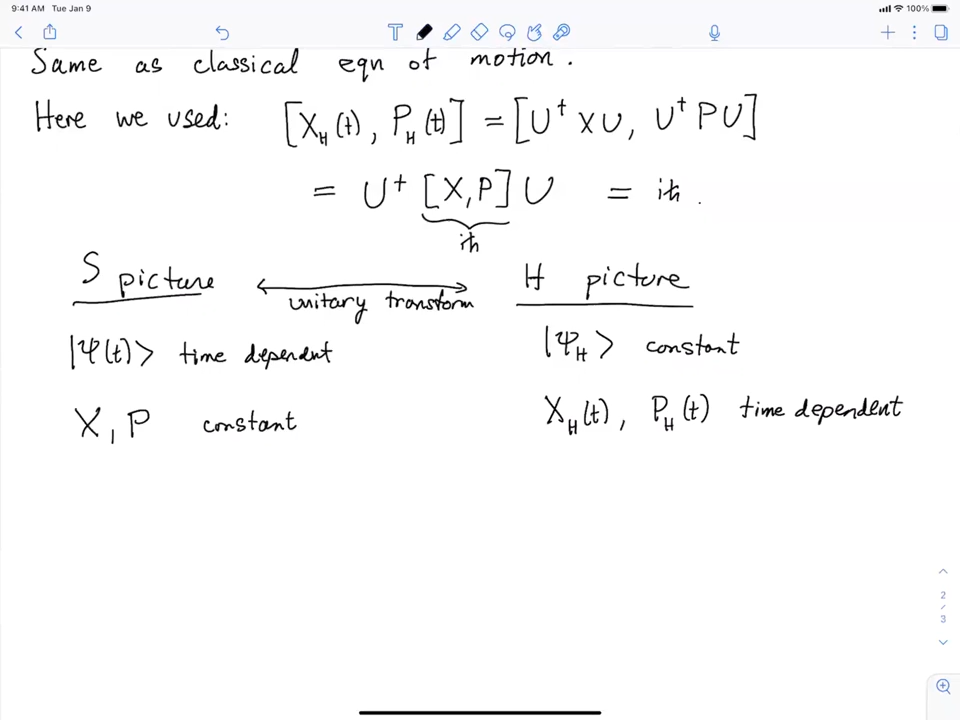 9:41 AM Tue Jan 9 100%
Same as classical eqn of motion.
Here we used: [X_H(t), P_H(t)] = [U†XU, U†PU]
= U†[X,P]U = iħ.
iħ
S picture ⟷ H picture
unitary transform
|Ψ(t)> time dependent |Ψ_H> constant
X, P constant X_H(t), P_H(t) time dependent
2
/
3